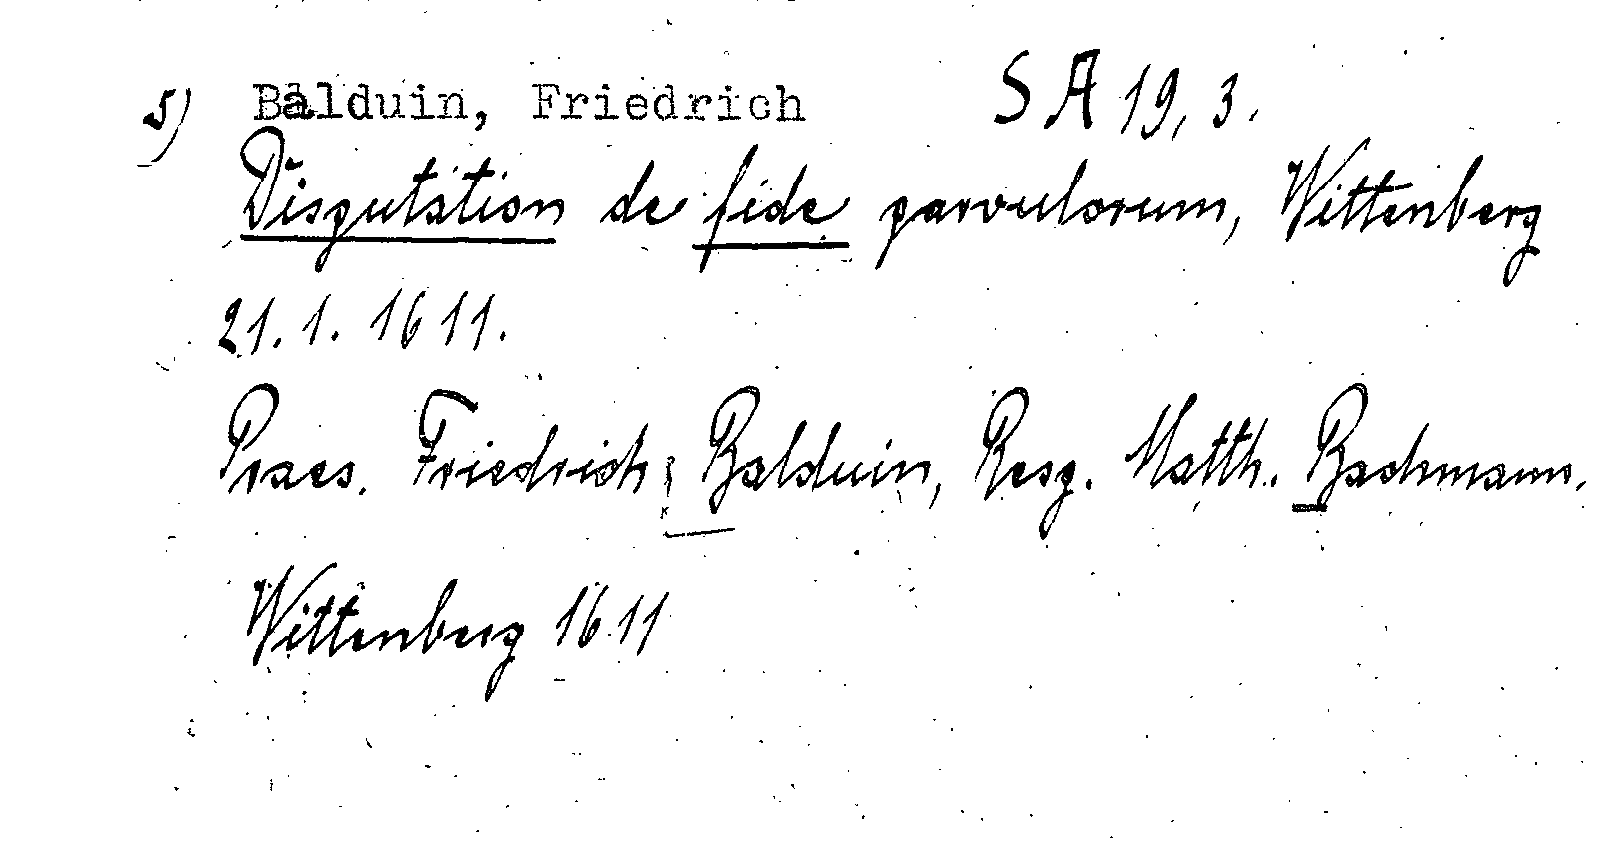 5) Balduin, Friedrich SA 19, 3.
Disputation de fide parvulorum, Wittenberg
21. 1. 1611.
Praes. Friedrich Balduin, Resp. Matth. Bachmann.
Wittenberg 1611